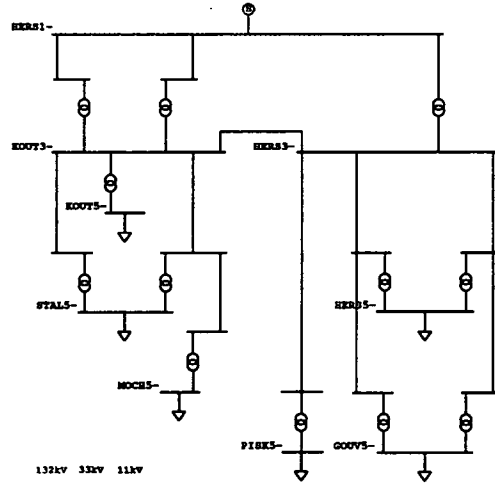 HERS1-
KOUT3-
HERS3-
KOUT5-
STAL5-
HERS5-
MOCH5-
PISK5-
GOUV5-
132kV 33kV 11kV